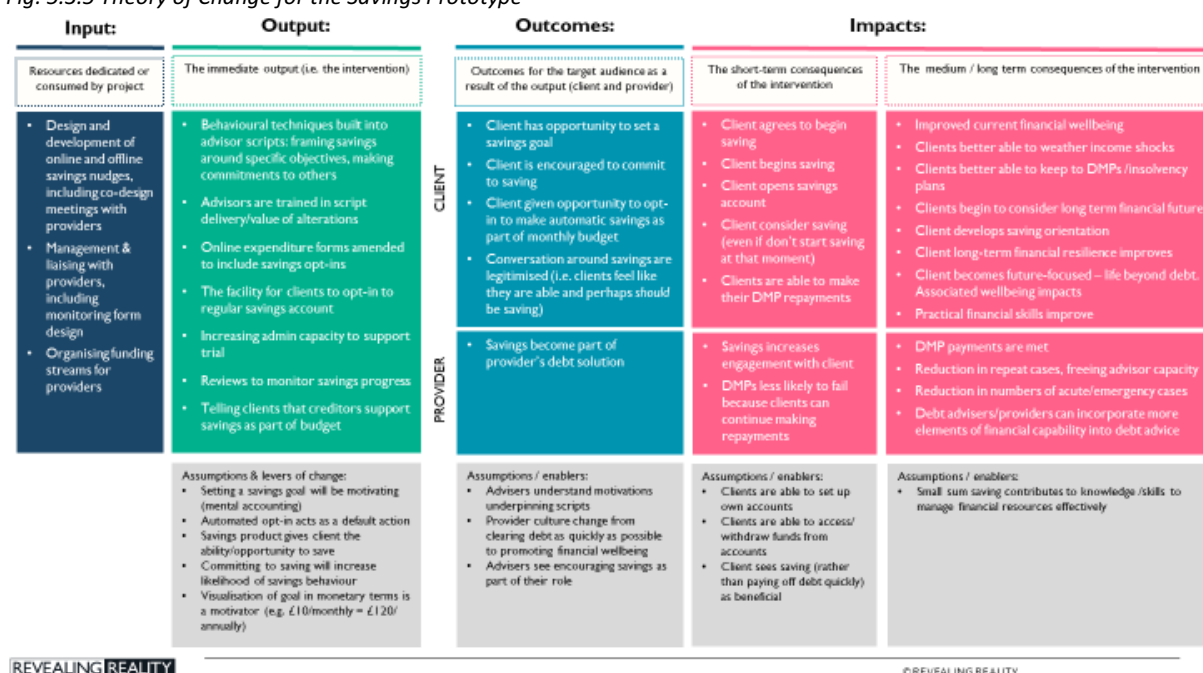 Fig. 5.3.3 Theory of Change for the Savings Prototype
Input:
Output:
Outcomes:
Impacts:
Resources dedicated or
consumed by project
The immediate output (i.e. the intervention)
Outcomes for the target audience as a
result of the output (client and provider)
The short-term consequences
of the intervention
The medium / long term consequences of the intervention
• Design and
development of
online and offline
savings nudges,
including co-design
meetings with
providers
• Management &
liaising with
providers,
including
monitoring form
design
• Organising funding
streams for
providers
• Behavioural techniques built into
advisor scripts: framing savings
around specific objectives, making
commitments to others
• Advisors are trained in script
delivery/value of alterations
• Online expenditure forms amended
to include savings opt-ins
• The facility for clients to opt-in to
regular savings account
• Increasing admin capacity to support
trial
• Reviews to monitor savings progress
• Telling clients that creditors support
savings as part of budget
CLIENT
• Client has opportunity to set a
savings goal
• Client is encouraged to commit
to saving
• Client given opportunity to opt-
in to make automatic savings as
part of monthly budget
• Conversation around savings are
legitimised (i.e. clients feel like
they are able and perhaps should
be saving)
• Client agrees to begin
saving
• Client begins saving
• Client opens savings
account
• Client consider saving
(even if don't start saving
at that moment)
• Clients are able to make
their DMP repayments
• Improved current financial wellbeing
• Clients better able to weather income shocks
• Clients better able to keep to DMPs /insolvency
plans
• Clients begin to consider long term financial future
• Client develops saving orientation
• Client long-term financial resilience improves
• Client becomes future-focused – life beyond debt.
Associated wellbeing impacts
• Practical financial skills improve
PROVIDER
• Savings become part of
provider's debt solution
• Savings increases
engagement with client
• DMPs less likely to fail
because clients can
continue making
repayments
• DMP payments are met
• Reduction in repeat cases, freeing advisor capacity
• Reduction in numbers of acute/emergency cases
• Debt advisers/providers can incorporate more
elements of financial capability into debt advice
Assumptions & levers of change:
• Setting a savings goal will be motivating
(mental accounting)
• Automated opt-in acts as a default action
• Savings product gives client the
ability/opportunity to save
• Committing to saving will increase
likelihood of savings behaviour
• Visualisation of goal in monetary terms is
a motivator (e.g. £10/monthly = £120/
annually)
Assumptions / enablers:
• Advisers understand motivations
underpinning scripts
• Provider culture change from
clearing debt as quickly as possible
to promoting financial wellbeing
• Advisers see encouraging savings as
part of their role
Assumptions / enablers:
• Clients are able to set up
own accounts
• Clients are able to access/
withdraw funds from
accounts
• Client sees saving (rather
than paying off debt quickly)
as beneficial
Assumptions / enablers:
• Small sum saving contributes to knowledge /skills to
manage financial resources effectively
REVEALING REALITY
© REVEALING REALITY